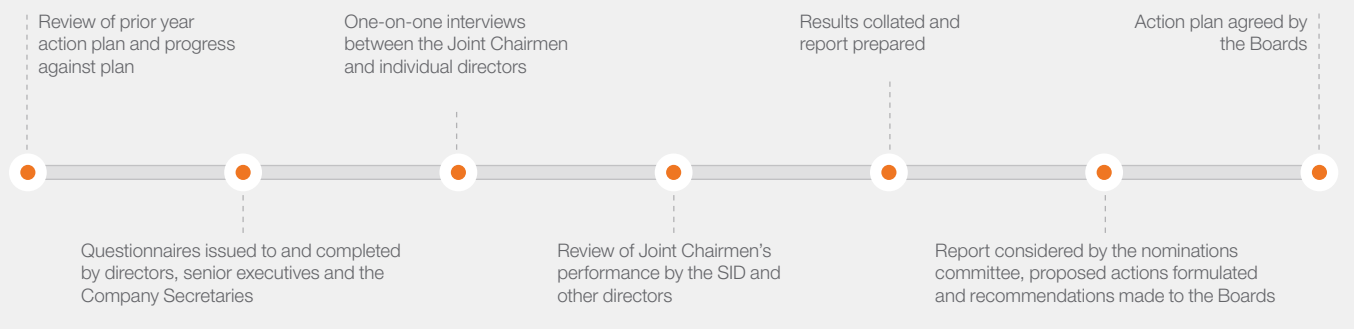 Review of prior year
action plan and progress
against plan
One-on-one interviews
between the Joint Chairmen
and individual directors
Results collated and
report prepared
Action plan agreed by
the Boards
Questionnaires issued to and completed
by directors, senior executives and the
Company Secretaries
Review of Joint Chairmen's
performance by the SID and
other directors
Report considered by the nominations
committee, proposed actions formulated
and recommendations made to the Boards